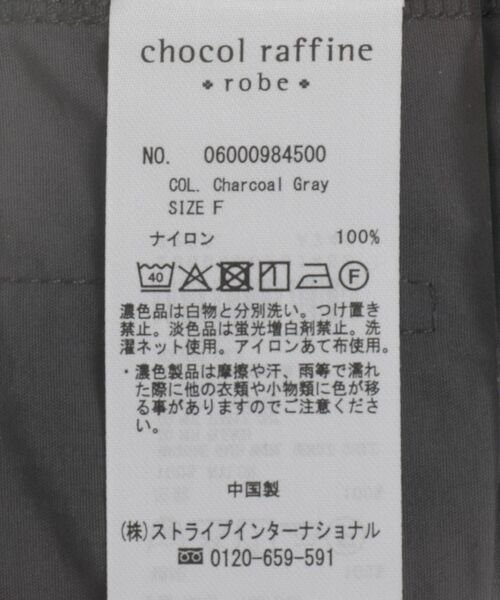 chocol raffine
robe
NO. 06000984500
COL. Charcoal Gray
SIZE F
ナイロン 100%
40 F
濃色品は白物と分別洗い。つけ置き
禁止。淡色品は蛍光増白剤禁止。洗
濯ネット使用。アイロンあて布使用。
・濃色製品は摩擦や汗、雨等で濡れ
た際に他の衣類や小物類に色が移
る事がありますのでご注意くださ
い。
中国製
(株)ストライプインターナショナル
0120-659-591